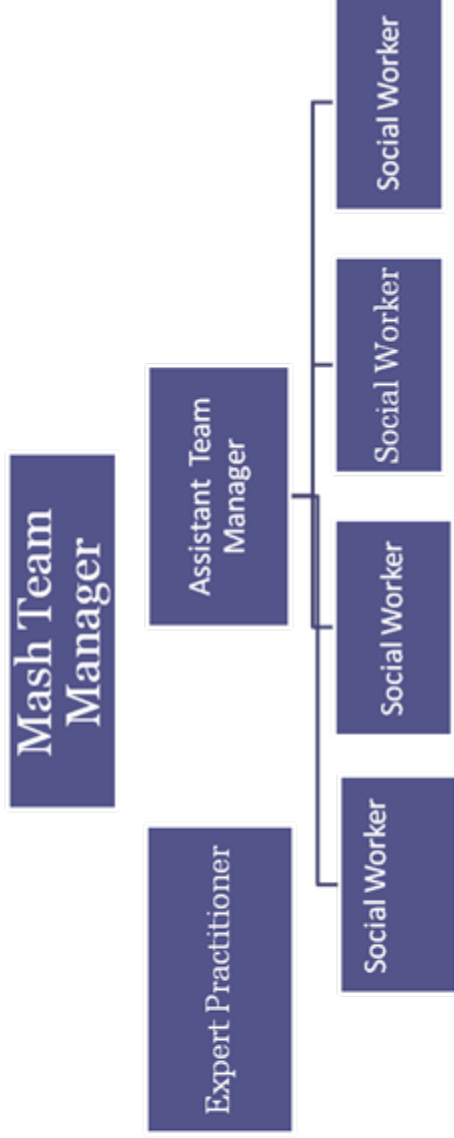 Mash Team
Manager
Expert Practitioner
Assistant Team
Manager
Social Worker
Social Worker
Social Worker
Social Worker